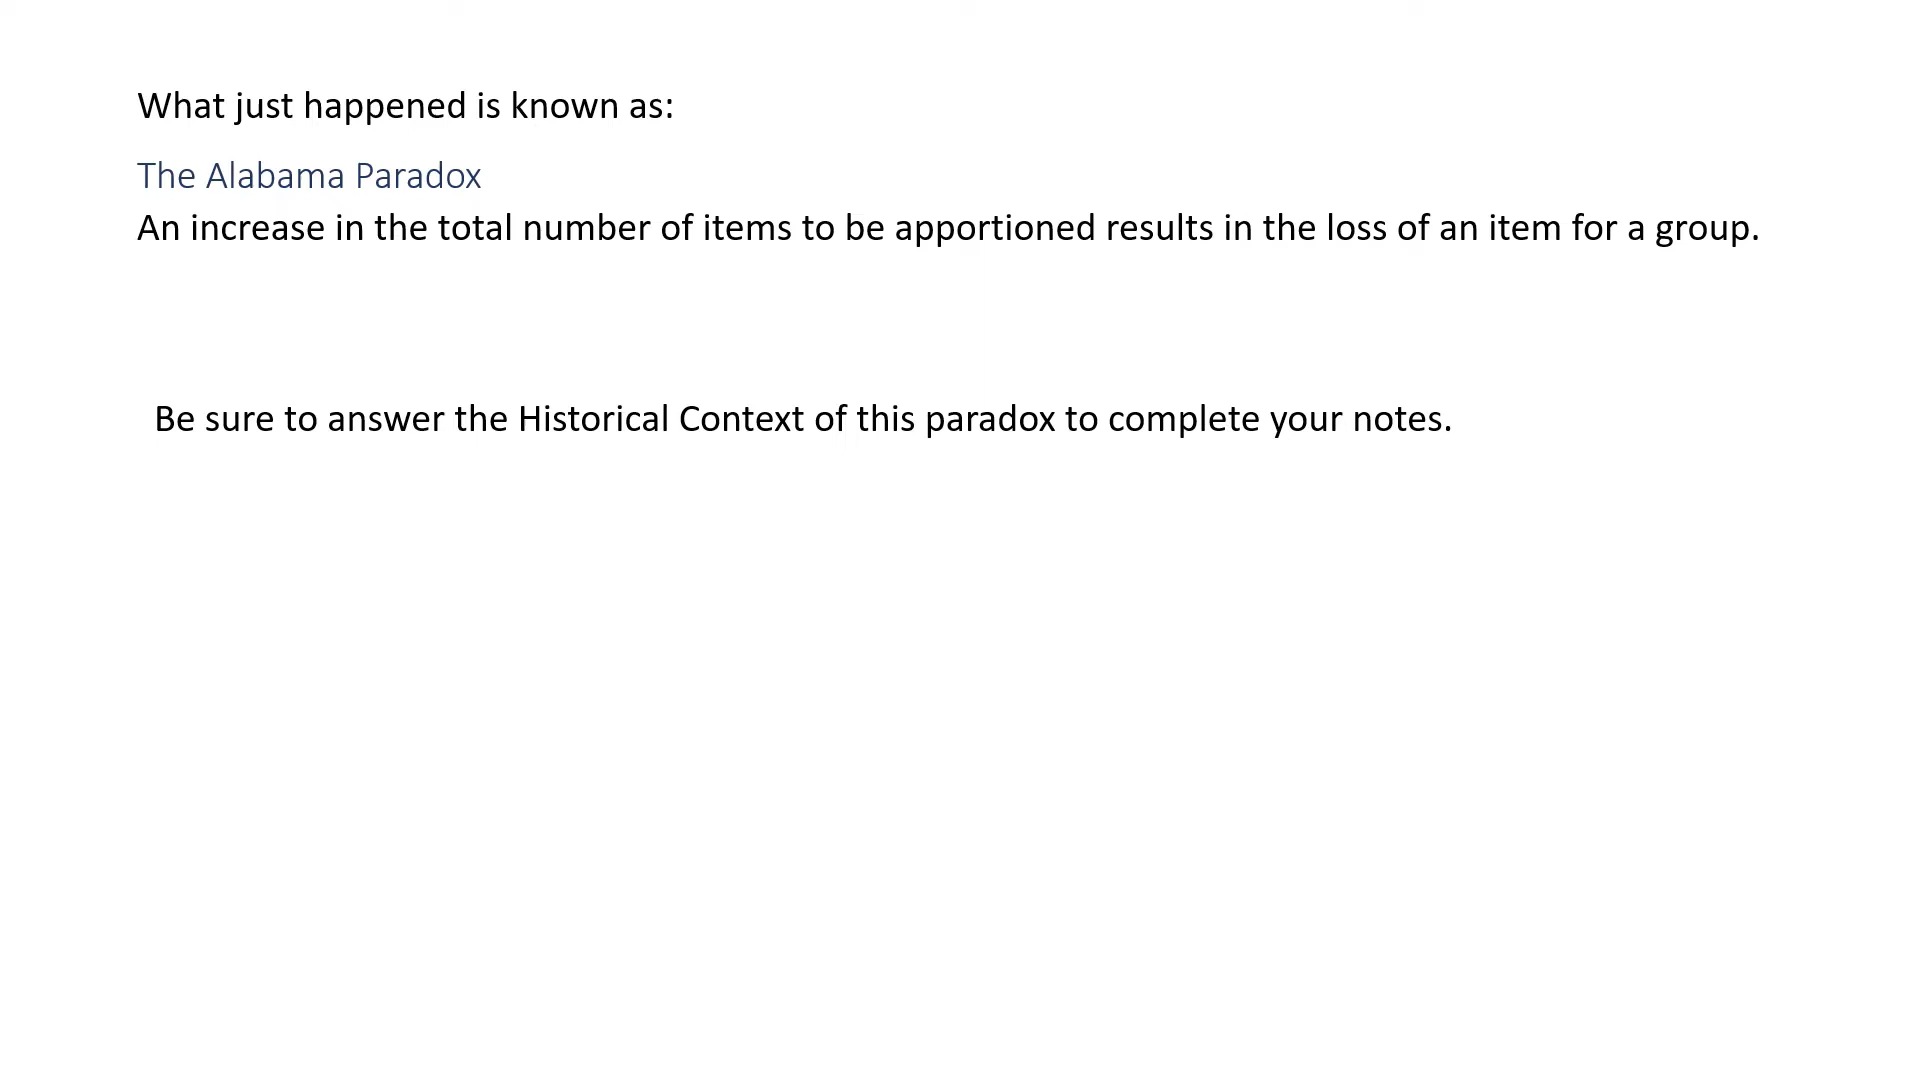 What just happened is known as:
The Alabama Paradox
An increase in the total number of items to be apportioned results in the loss of an item for a group.
Be sure to answer the Historical Context of this paradox to complete your notes.